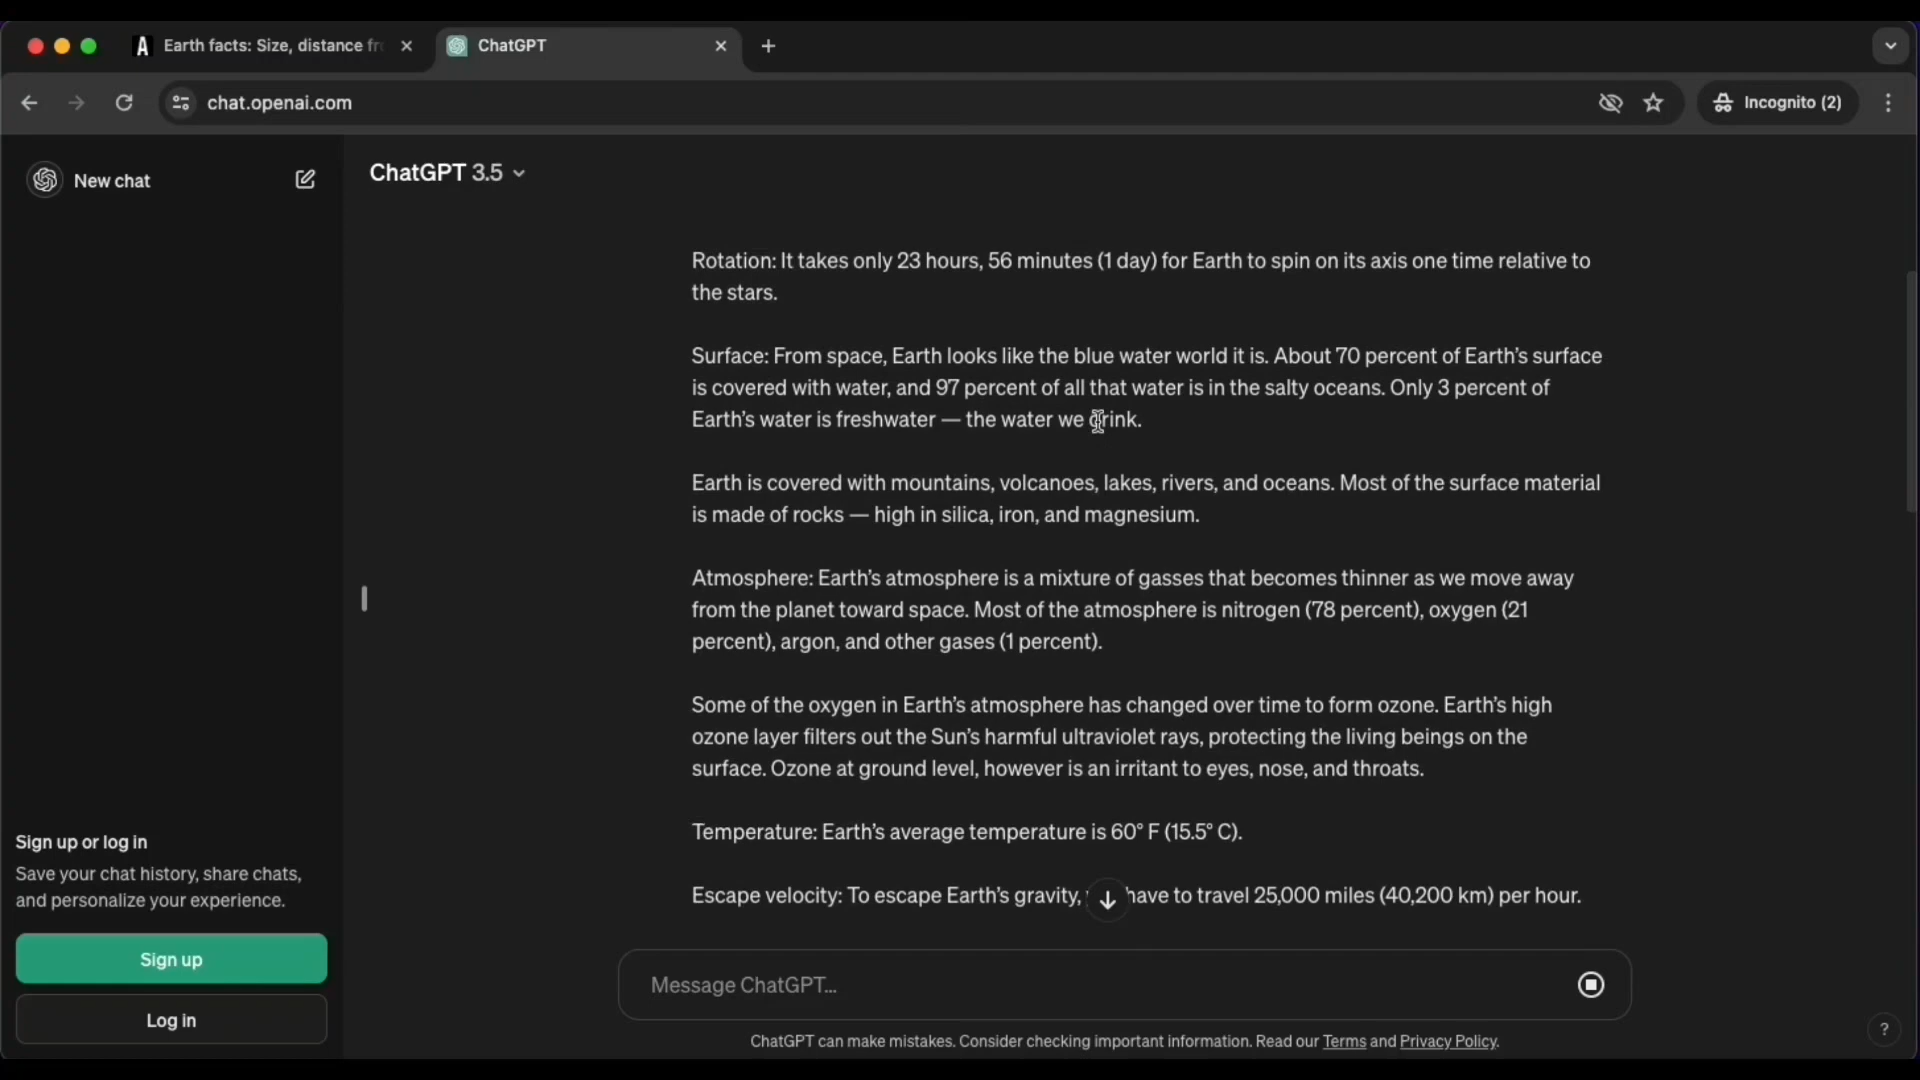 Earth facts: Size, distance fr
ChatGPT
chat.openai.com
Incognito (2)
New chat
ChatGPT 3.5
Rotation: It takes only 23 hours, 56 minutes (1 day) for Earth to spin on its axis one time relative to
the stars.
Surface: From space, Earth looks like the blue water world it is. About 70 percent of Earth's surface
is covered with water, and 97 percent of all that water is in the salty oceans. Only 3 percent of
Earth's water is freshwater — the water we drink.
Earth is covered with mountains, volcanoes, lakes, rivers, and oceans. Most of the surface material
is made of rocks — high in silica, iron, and magnesium.
Atmosphere: Earth's atmosphere is a mixture of gasses that becomes thinner as we move away
from the planet toward space. Most of the atmosphere is nitrogen (78 percent), oxygen (21
percent), argon, and other gases (1 percent).
Some of the oxygen in Earth's atmosphere has changed over time to form ozone. Earth's high
ozone layer filters out the Sun's harmful ultraviolet rays, protecting the living beings on the
surface. Ozone at ground level, however is an irritant to eyes, nose, and throats.
Temperature: Earth's average temperature is 60° F (15.5° C).
Escape velocity: To escape Earth's gravity, have to travel 25,000 miles (40,200 km) per hour.
Sign up or log in
Save your chat history, share chats,
and personalize your experience.
Sign up
Log in
Message ChatGPT...
ChatGPT can make mistakes. Consider checking important information. Read our Terms and Privacy Policy.
?